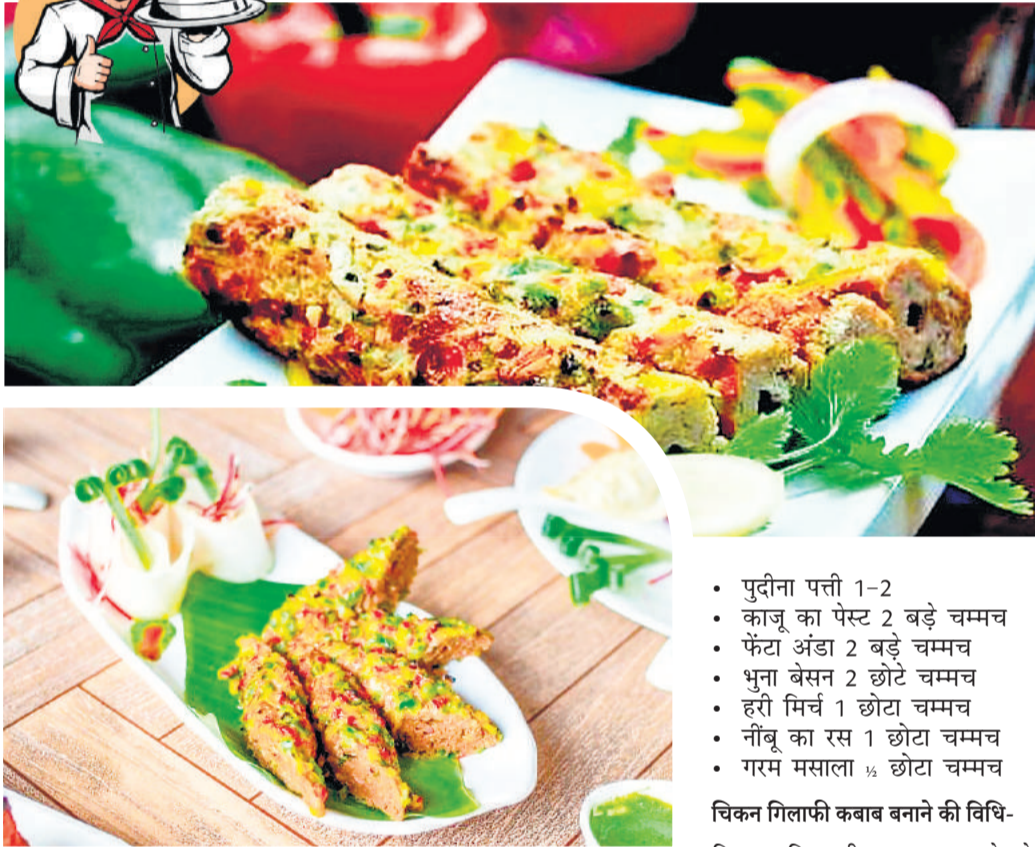 • पुदीना पत्ती 1-2
• काजू का पेस्ट 2 बड़े चम्मच
• फेंटा अंडा 2 बड़े चम्मच
• भुना बेसन 2 छोटे चम्मच
• हरी मिर्च 1 छोटा चम्मच
• नींबू का रस 1 छोटा चम्मच
• गरम मसाला ½ छोटा चम्मच
चिकन गिलाफी कबाब बनाने की विधि-